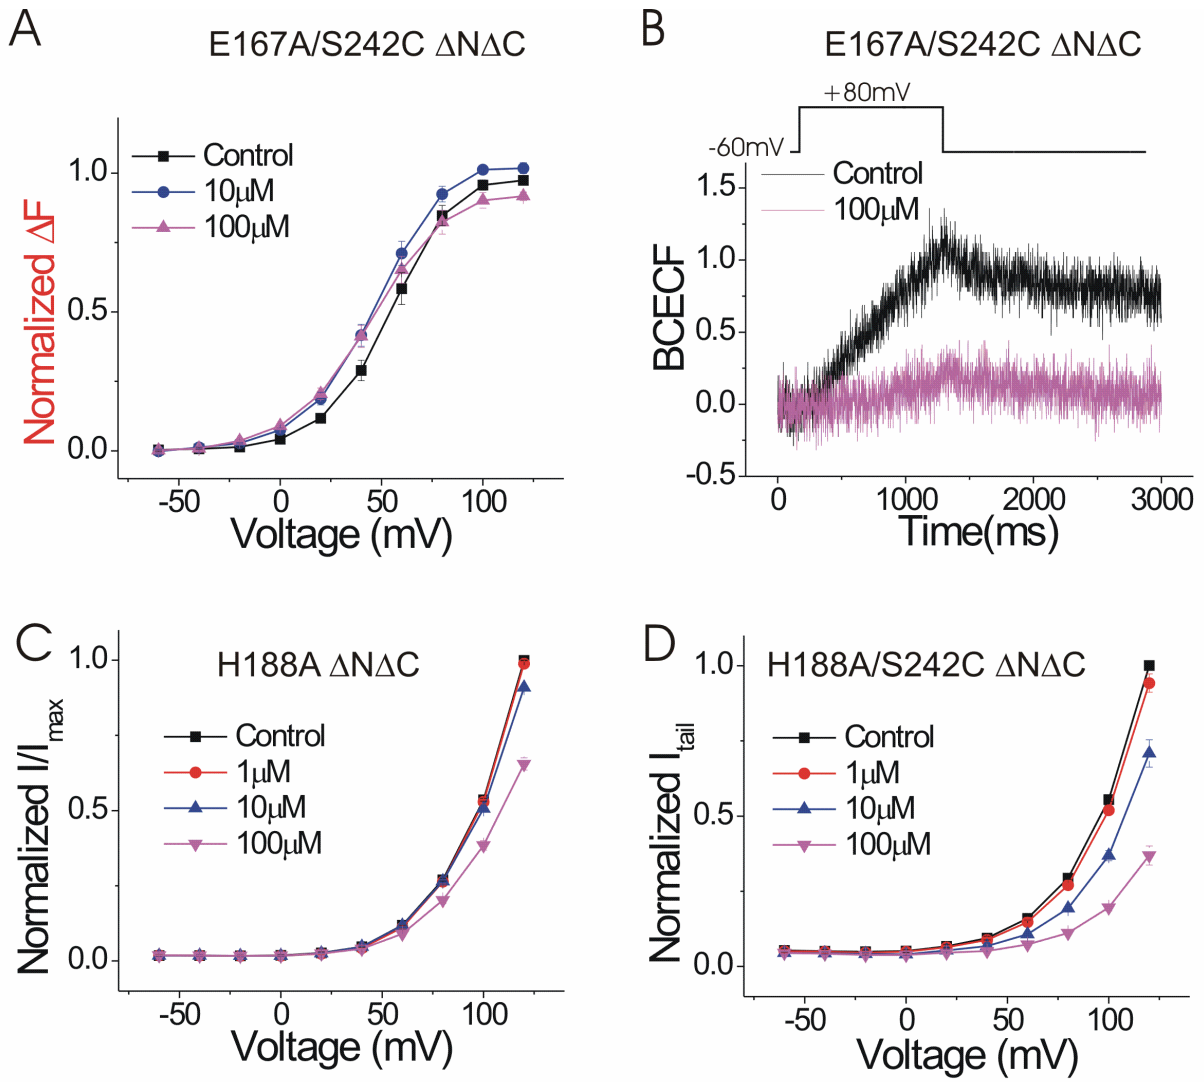 A
E167A/S242C ΔNΔC
Control
10μM
100μM
Normalized ΔF
1.0
0.5
0.0
-50
0
50
100
Voltage (mV)
B
E167A/S242C ΔNΔC
+80mV
-60mV
Control
100μM
BCECF
1.5
1.0
0.5
0.0
-0.5
0
1000
2000
3000
Time(ms)
C
H188A ΔNΔC
Control
1μM
10μM
100μM
Normalized I/Imax
1.0
0.5
0.0
-50
0
50
100
Voltage (mV)
D
H188A/S242C ΔNΔC
Control
1μM
10μM
100μM
Normalized Itail
1.0
0.5
0.0
-50
0
50
100
Voltage (mV)